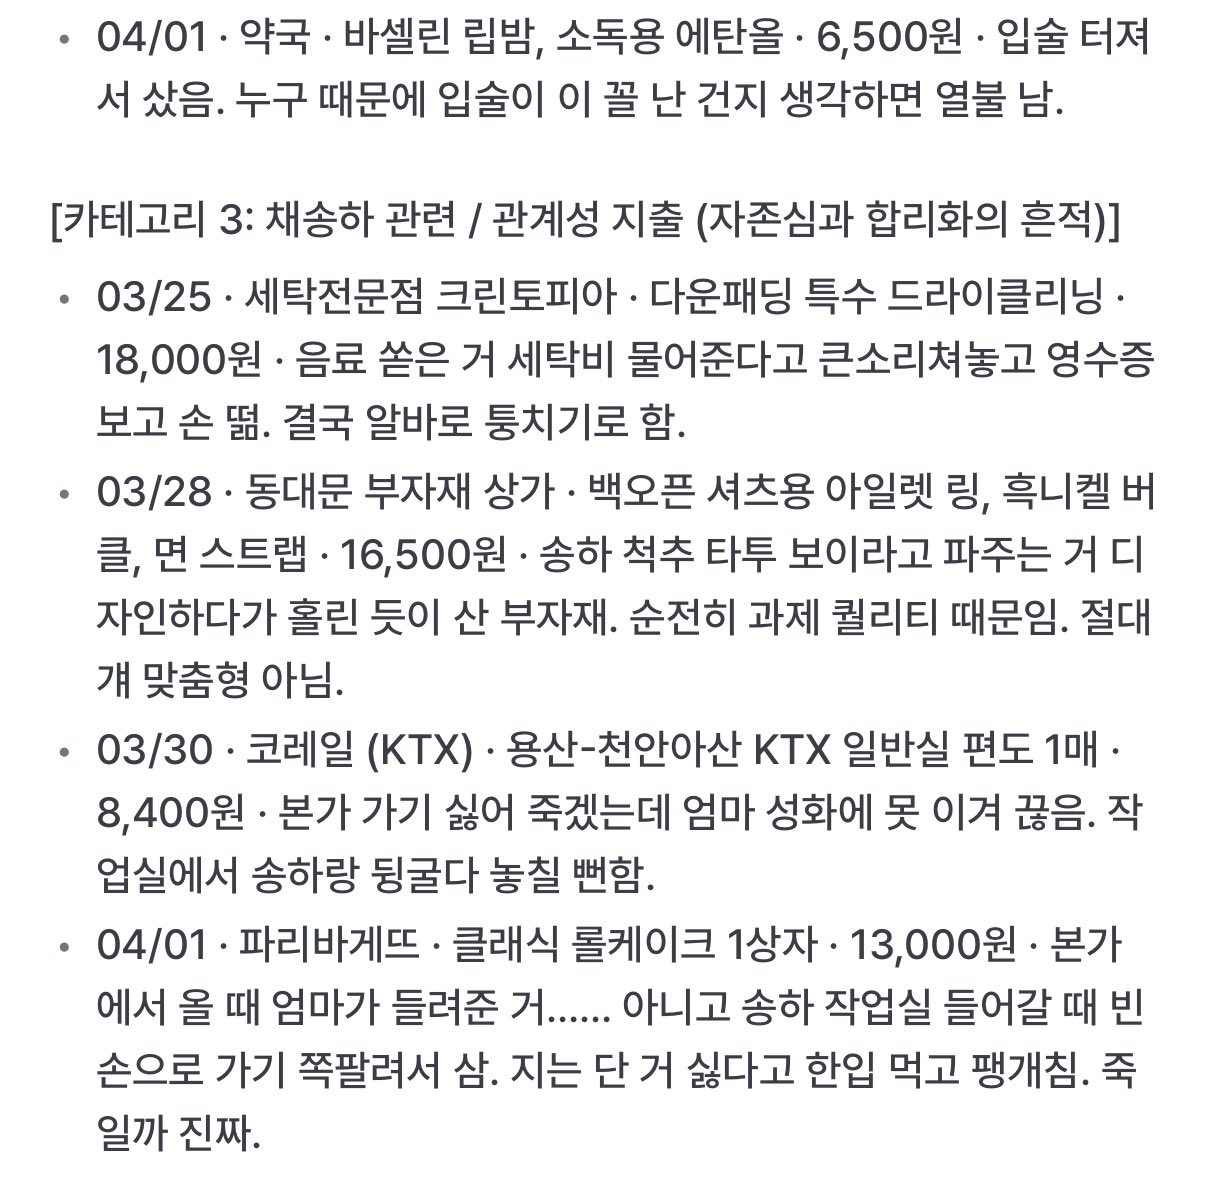 • 04/01 · 약국 · 바셀린 립밤, 소독용 에탄올 · 6,500원 · 입술 터져
서 샀음. 누구 때문에 입술이 이 꼴 난 건지 생각하면 열불 남.
[카테고리 3: 채송하 관련 / 관계성 지출 (자존심과 합리화의 흔적)]
• 03/25 · 세탁전문점 크린토피아 · 다운패딩 특수 드라이클리닝 ·
18,000원 · 음료 쏟은 거 세탁비 물어준다고 큰소리쳐놓고 영수증
보고 손 떪. 결국 알바로 퉁치기로 함.
• 03/28 · 동대문 부자재 상가 · 백오픈 셔츠용 아일렛 링, 흑니켈 버
클, 면 스트랩 · 16,500원 · 송하 척추 타투 보이라고 파주는 거 디
자인하다가 홀린 듯이 산 부자재. 순전히 과제 퀄리티 때문임. 절대
걔 맞춤형 아님.
• 03/30 · 코레일 (KTX) · 용산-천안아산 KTX 일반실 편도 1매 ·
8,400원 · 본가 가기 싫어 죽겠는데 엄마 성화에 못 이겨 끊음. 작
업실에서 송하랑 뒹굴다 놓칠 뻔함.
• 04/01 · 파리바게뜨 · 클래식 롤케이크 1상자 · 13,000원 · 본가
에서 올 때 엄마가 들려준 거...... 아니고 송하 작업실 들어갈 때 빈
손으로 가기 쪽팔려서 삼. 지는 단 거 싫다고 한입 먹고 팽개침. 죽
일까 진짜.